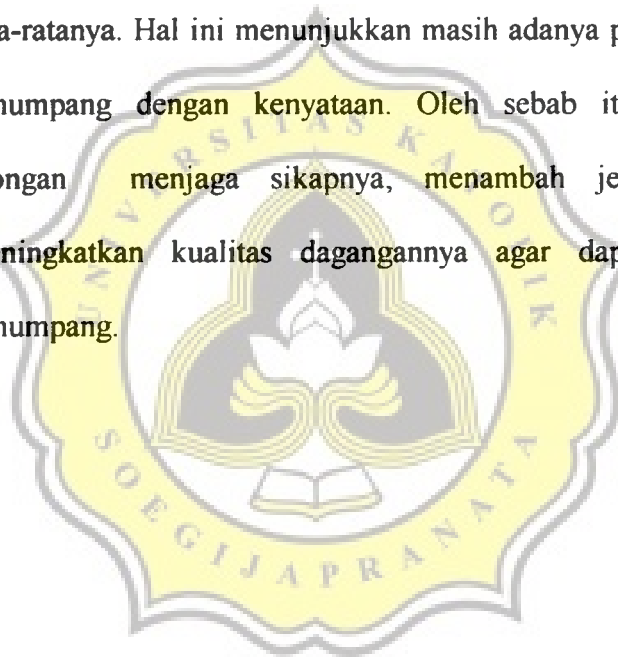 a-ratanya. Hal ini menunjukkan masih adanya p
numpang dengan kenyataan. Oleh sebab it
ongan menjaga sikapnya, menambah je
ningkatkan kualitas dagangannya agar dap
numpang.
UNIVERSITAS KATOLIK
SOEGIJAPRANATA